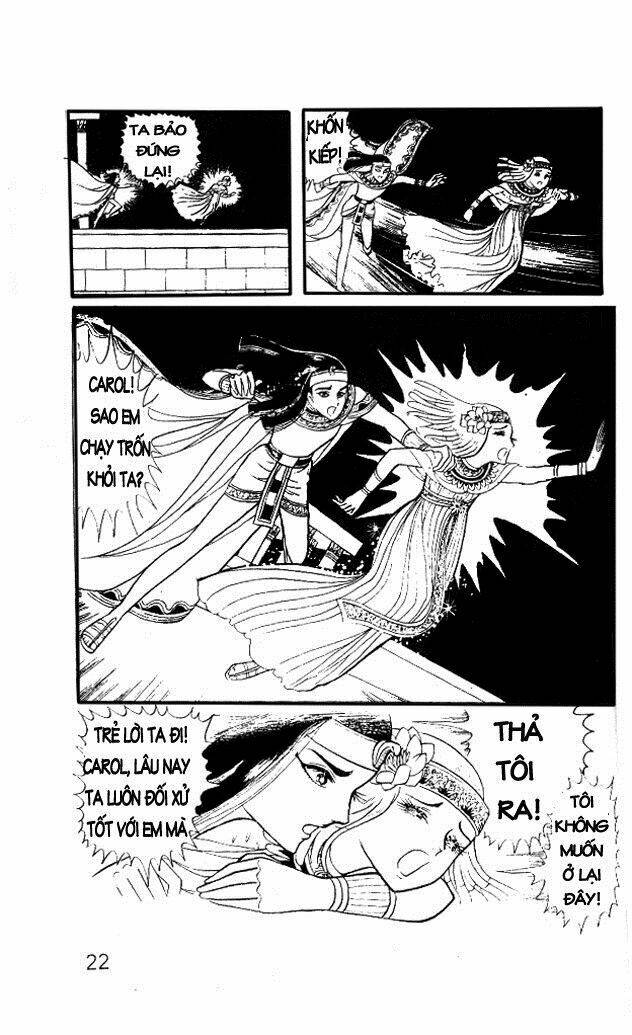 TA BẢO
ĐỨNG
LẠI!
KHỐN
KIẾP!
CAROL!
SAO EM
CHẠY TRỐN
KHỎI TA?
TRẺ LỜI TA ĐI!
CAROL, LÂU NAY
TA LUÔN ĐỐI XỬ
TỐT VỚI EM MÀ
THẢ
TÔI
RA!
TÔI
KHÔNG
MUỐN
Ở LẠI
ĐÂY!
22